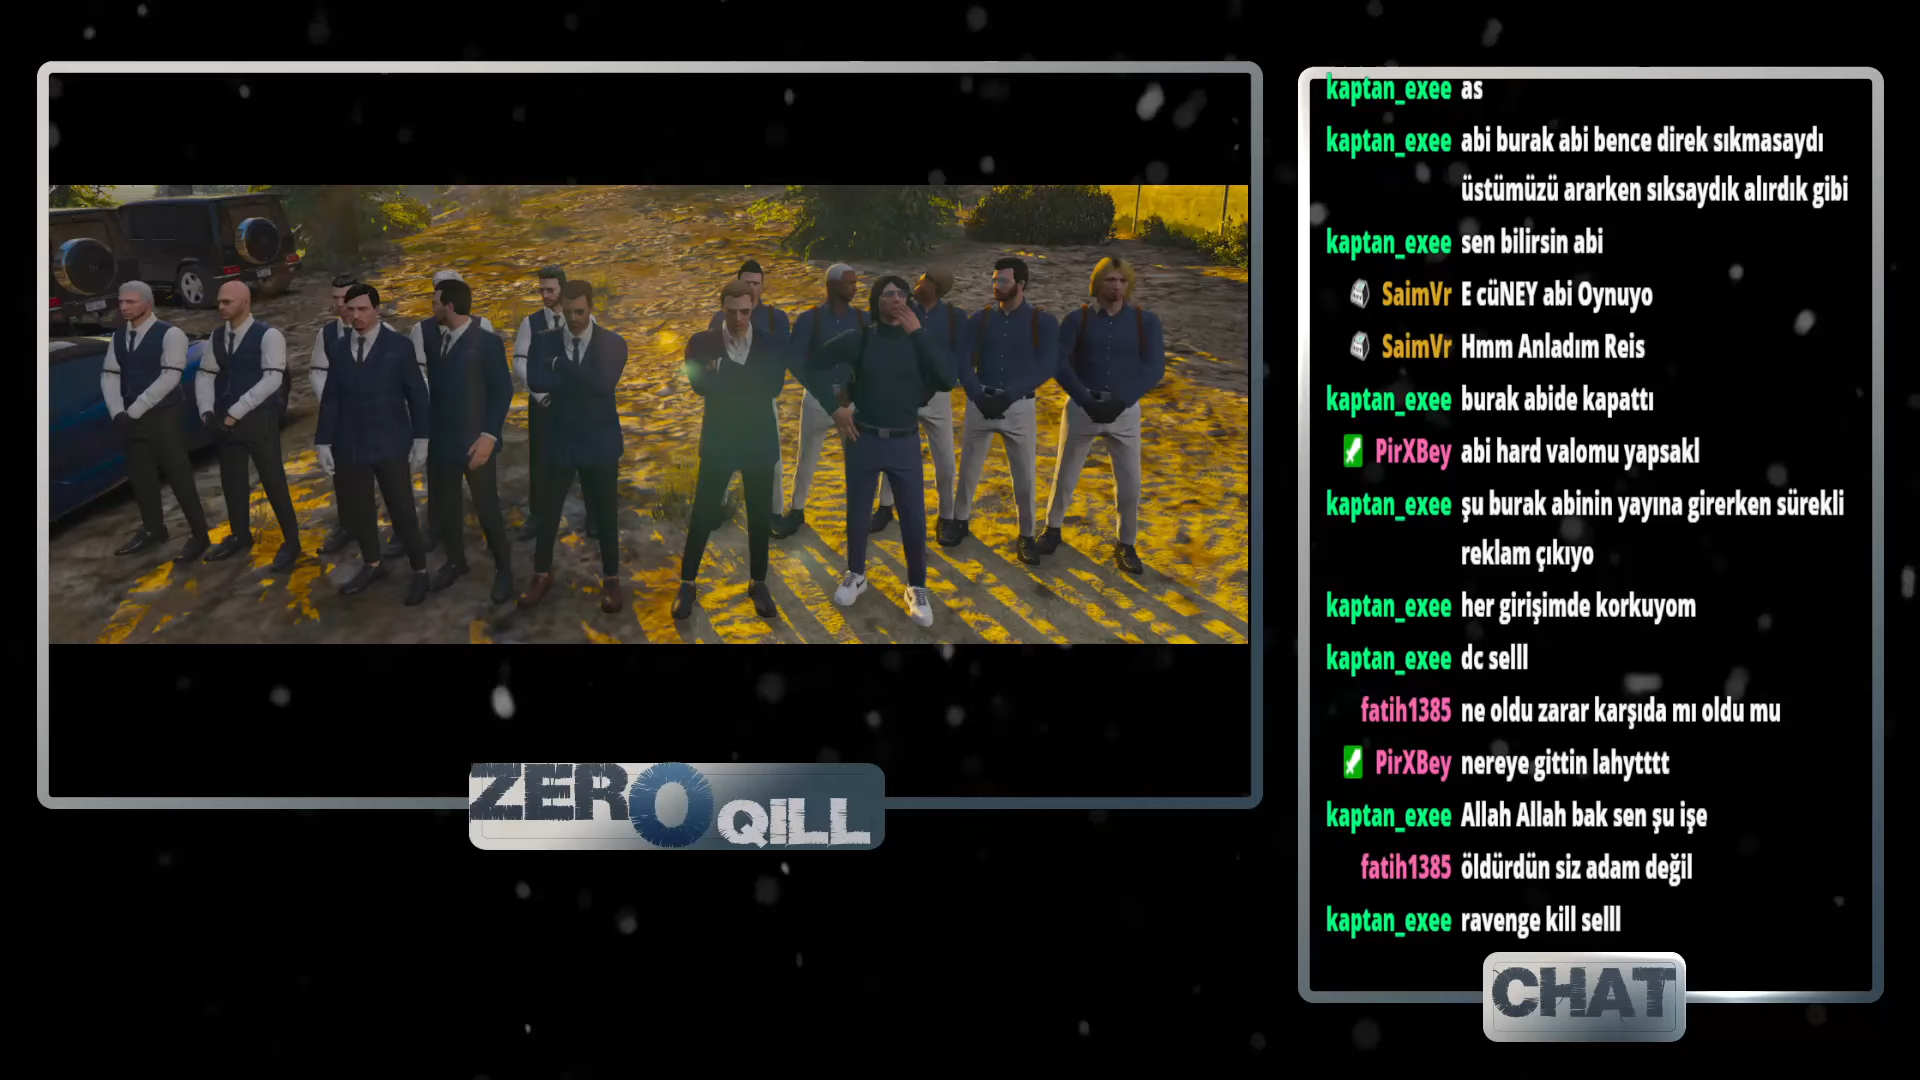 kaptan_exee as
kaptan_exee abi burak abi bence direk sıkmasaydı
üstümüzü ararken sıksaydık alırdık gibi
kaptan_exee sen bilirsin abi
SaimVr E cüNEY abi Oynuyo
SaimVr Hmm Anladım Reis
kaptan_exee burak abide kapattı
PirXBey abi hard valomu yapsakl
kaptan_exee şu burak abinin yayına girerken sürekli
reklam çıkıyo
kaptan_exee her girişimde korkuyom
kaptan_exee dc selll
fatih1385 ne oldu zarar karşıda mı oldu mu
PirXBey nereye gittin lahytttt
kaptan_exee Allah Allah bak sen şu işe
fatih1385 öldürdün siz adam değil
kaptan_exee ravenge kill selll
ZERO QILL
CHAT